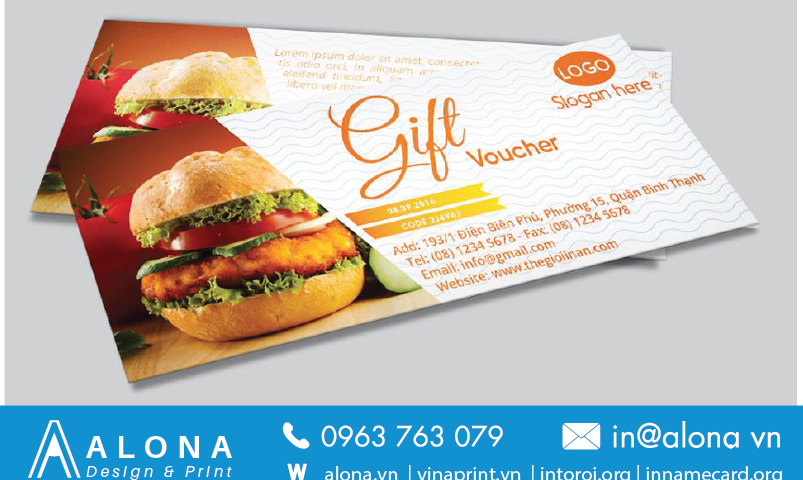 Lorem ipsum dolor sit amet, consectet
tis odio orci, in aliquam
eleifend tincidunt,
libero vel
LOGO
Slogan here
Gift
Voucher
08.09.2016
CODE 234V63
Add: 193/1 Điện Biên Phủ, Phường 15, Quận Bình Thạnh
Tel: (08) 1234 5678 - Fax: (08) 1234 5678
Email: info@gmail.com
Website: www.thegioiinan.com
ALONA
Design & Print
0963 763 079
in@alona vn
W alona.vn | vinaprint.vn | intoroi.org | innamecard.org